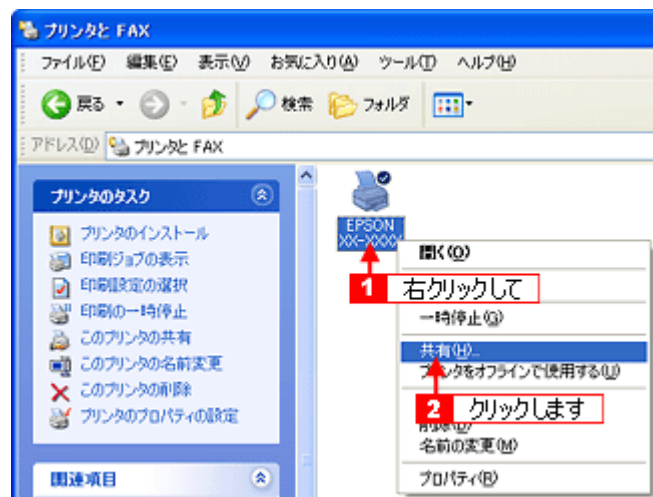 プリンタと FAX
ファイル(F) 編集(E) 表示(V) お気に入り(A) ツール(T) ヘルプ(H)
戻る 検索 フォルダ
アドレス(D) プリンタと FAX
プリンタのタスク
プリンタのインストール
印刷ジョブの表示
印刷設定の選択
印刷の一時停止
このプリンタの共有
このプリンタの名前変更
このプリンタの削除
プリンタのプロパティの設定
関連項目
EPSON
XX-XXXX
開く(O)
1 右クリックして
一時停止(G)
共有(H)...
プリンタをオフラインで使用する(U)
2 クリックします
削除(D)
名前の変更(M)
プロパティ(R)